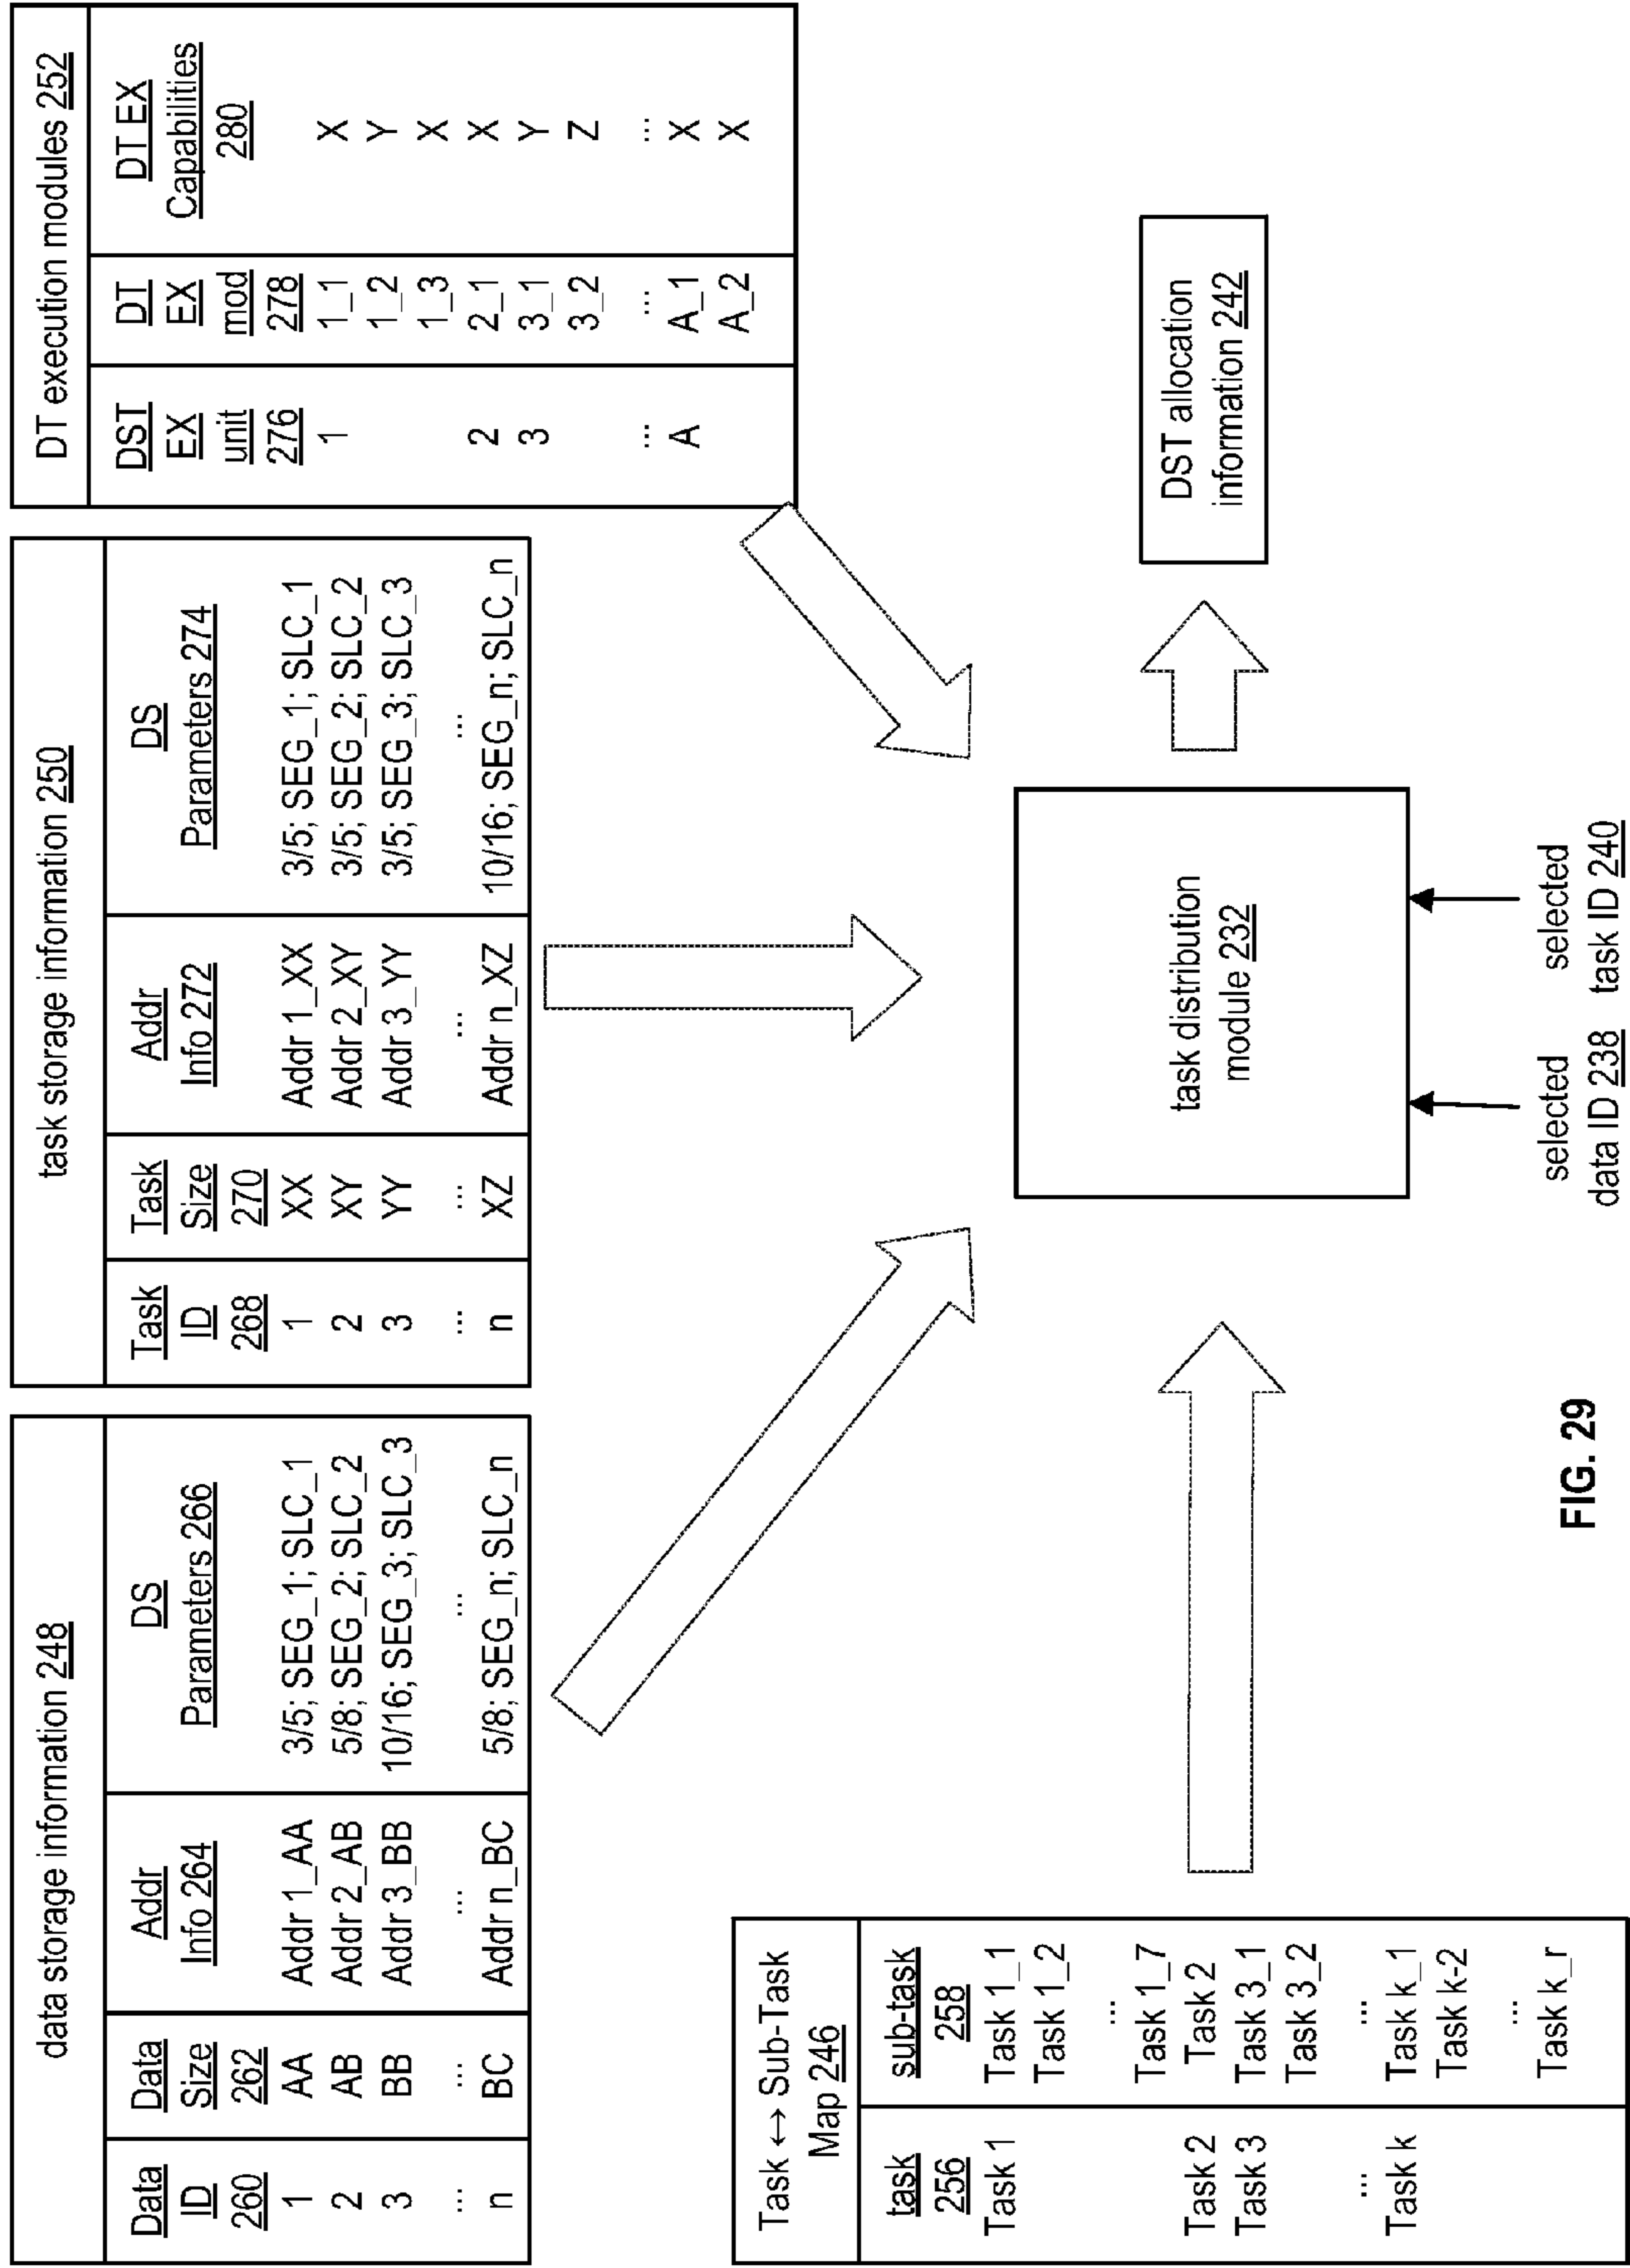 data storage information 248
Data ID 260 Data Size 262 Addr Info 264 DS Parameters 266
1 AA Addr 1_AA 3/5; SEG_1; SLC_1
2 AB Addr 2_AB 5/8; SEG_2; SLC_2
3 BB Addr 3_BB 10/16; SEG_3; SLC_3
... ... ... ...
n BC Addr n_BC 5/8; SEG_n; SLC_n
task storage information 250
Task ID 268 Task Size 270 Addr Info 272 DS Parameters 274
1 XX Addr 1_XX 3/5; SEG_1; SLC_1
2 XY Addr 2_XY 3/5; SEG_2; SLC_2
3 YY Addr 3_YY 3/5; SEG_3; SLC_3
... ... ... ...
n XZ Addr n_XZ 10/16; SEG_n; SLC_n
DT execution modules 252
DST EX unit 276 DT EX mod 278 DT EX Capabilities 280
1 1_1 X
1_2 Y
1_3 X
2 2_1 X
3 3_1 Y
3_2 Z
... ... ...
A A_1 X
A_2 X
Task ↔ Sub-Task
Map 246
task 256 sub-task 258
Task 1 Task 1_1
Task 1_2
...
Task 1_7
Task 2 Task 2
Task 3 Task 3_1
Task 3_2
... ...
Task k Task k_1
Task k-2
...
Task k_r
task distribution
module 232
DST allocation
information 242
selected
data ID 238
selected
task ID 240
FIG. 29